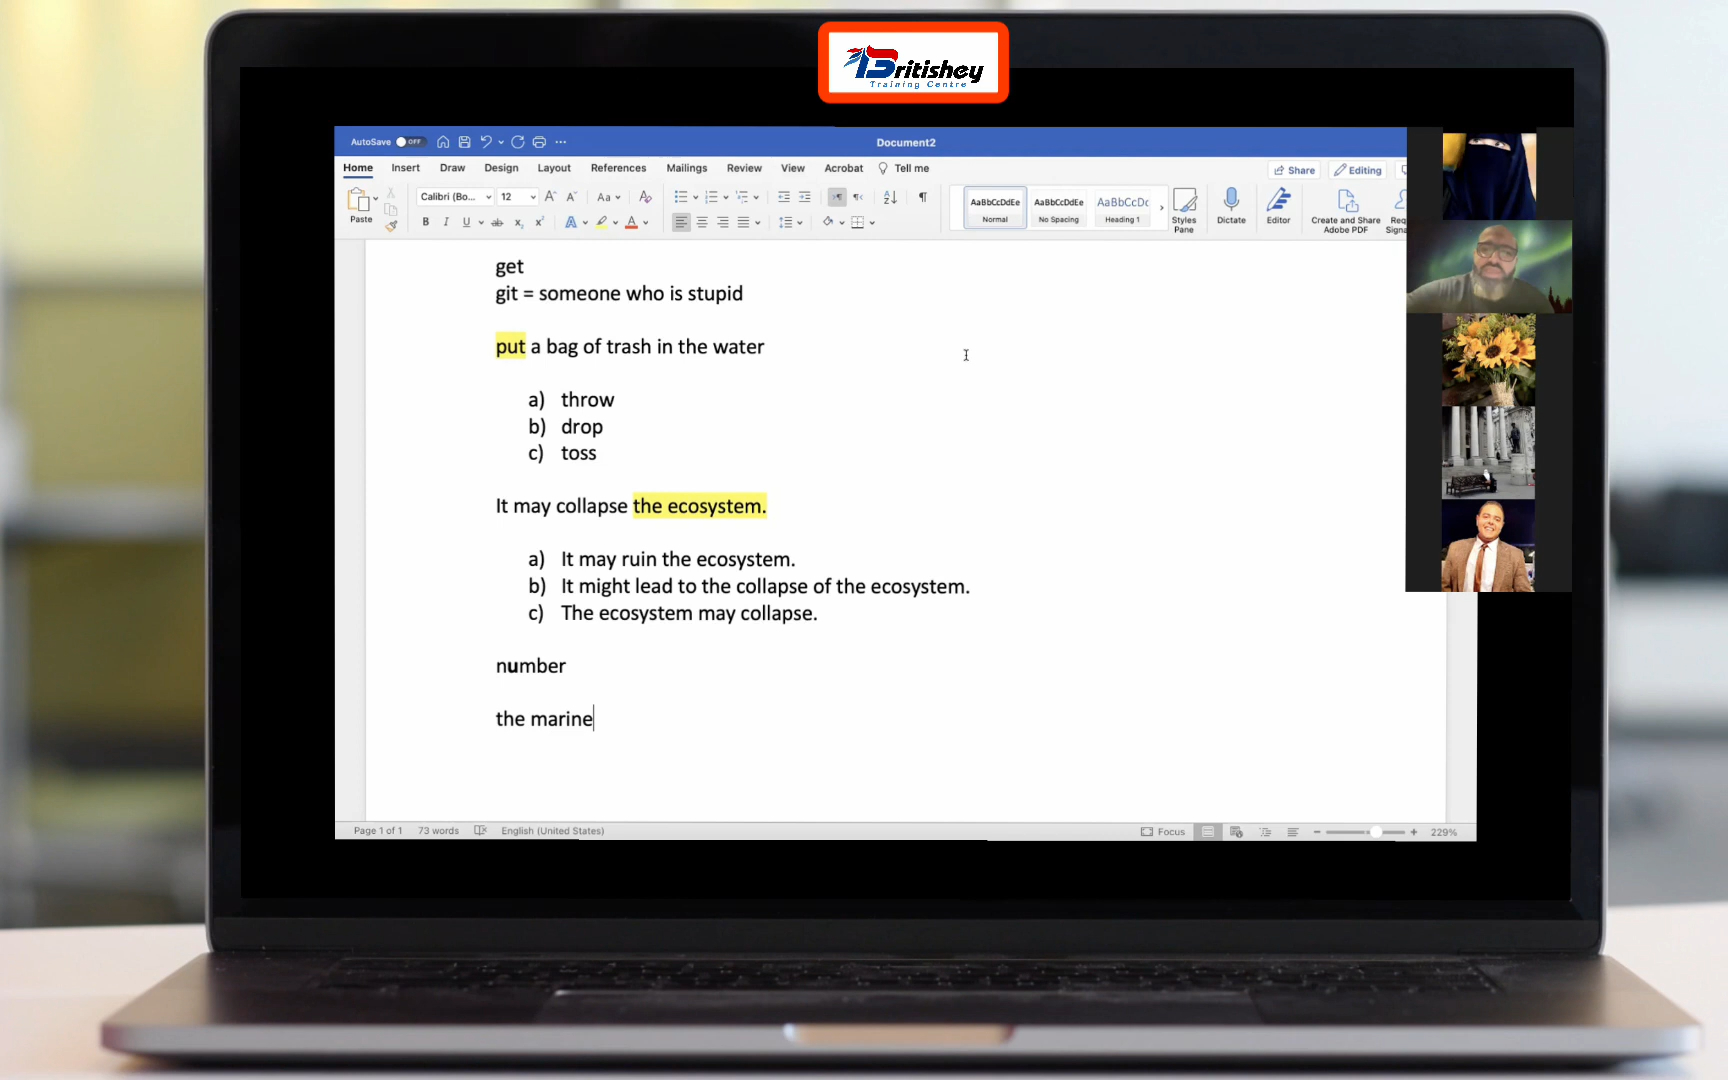 Britishey
Training Centre
AutoSave OFF
Document2
Home Insert Draw Design Layout References Mailings Review View Acrobat Tell me
Share Editing
Paste
Calibri (Bo... 12
Aa
AaBbCcDdEe AaBbCcDdEe AaBbCcDc
Normal No Spacing Heading 1
Styles Pane
Dictate
Editor
Create and Share Adobe PDF
Req
Signa
get
git = someone who is stupid
put a bag of trash in the water
a) throw
b) drop
c) toss
It may collapse the ecosystem.
a) It may ruin the ecosystem.
b) It might lead to the collapse of the ecosystem.
c) The ecosystem may collapse.
number
the marine
Page 1 of 1 73 words English (United States) Focus 229%